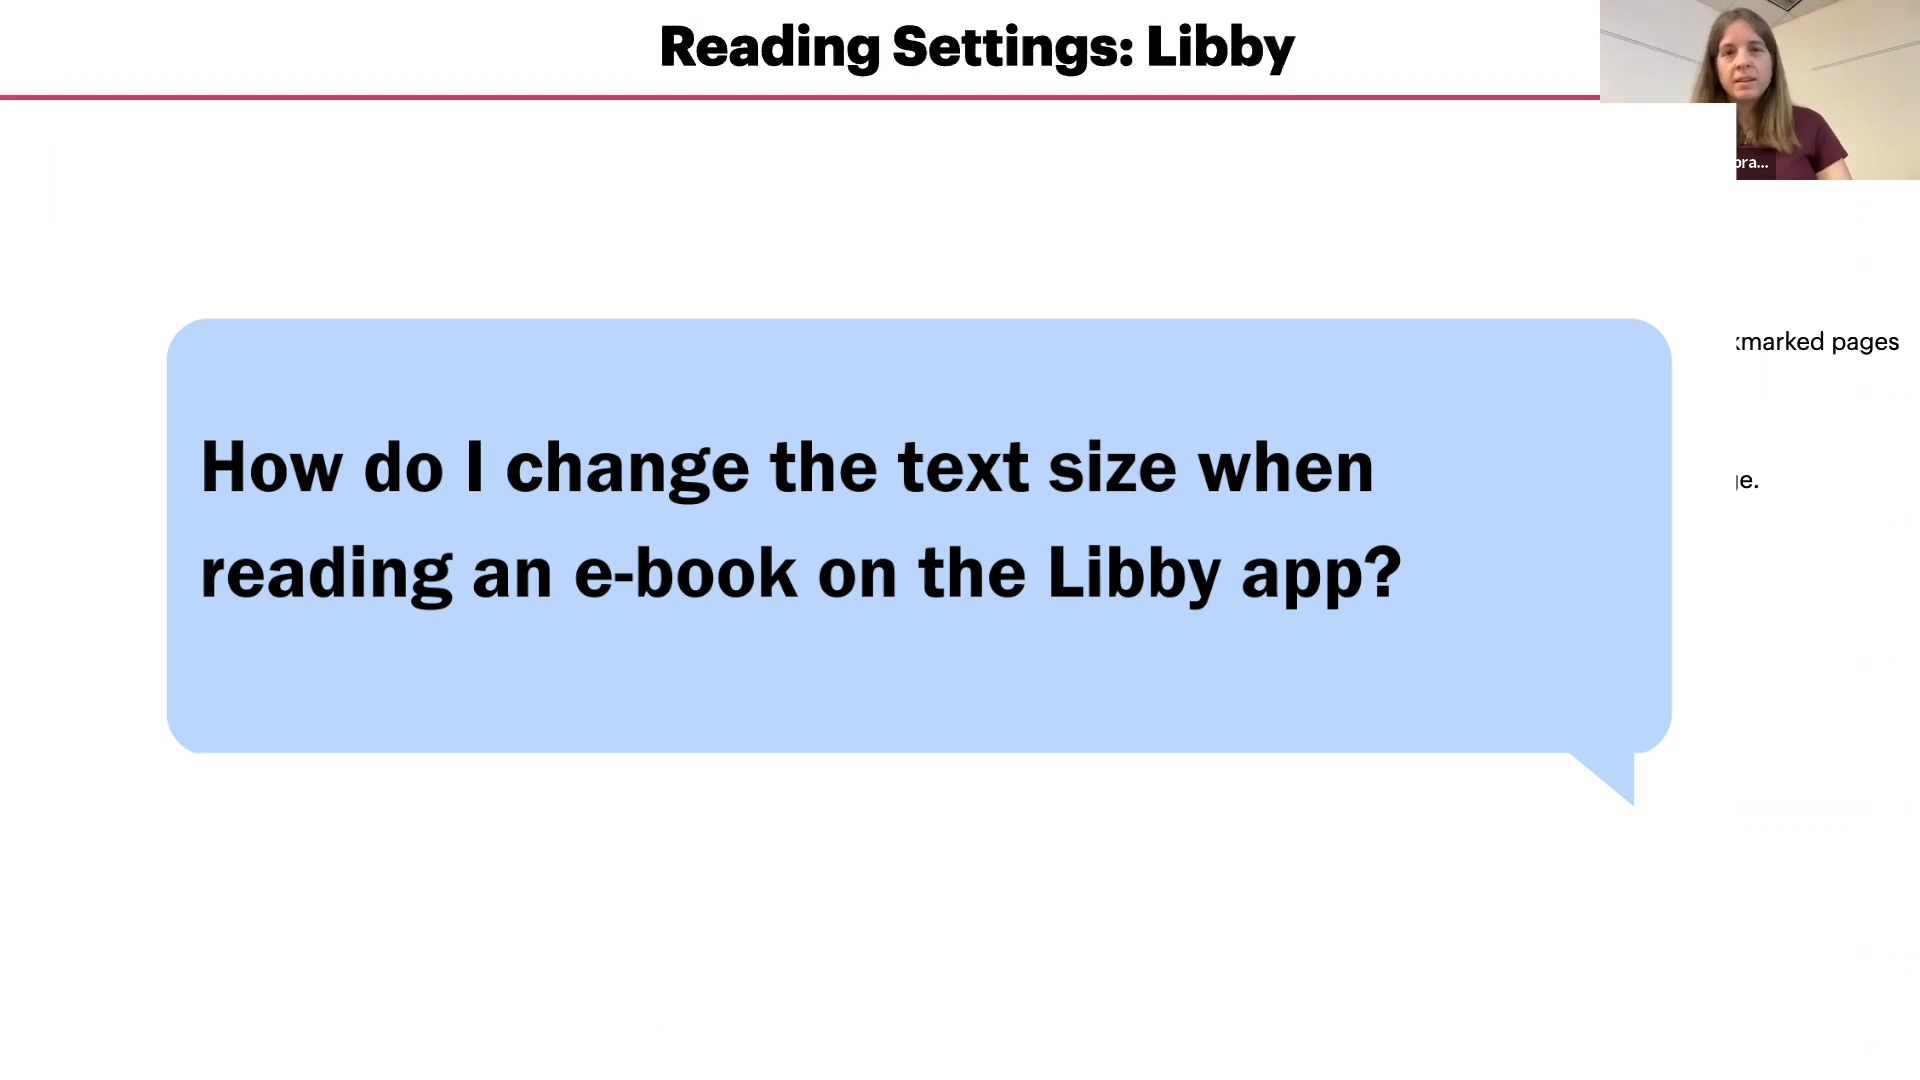 Reading Settings: Libby
marked pages
How do I change the text size when
reading an e-book on the Libby app?